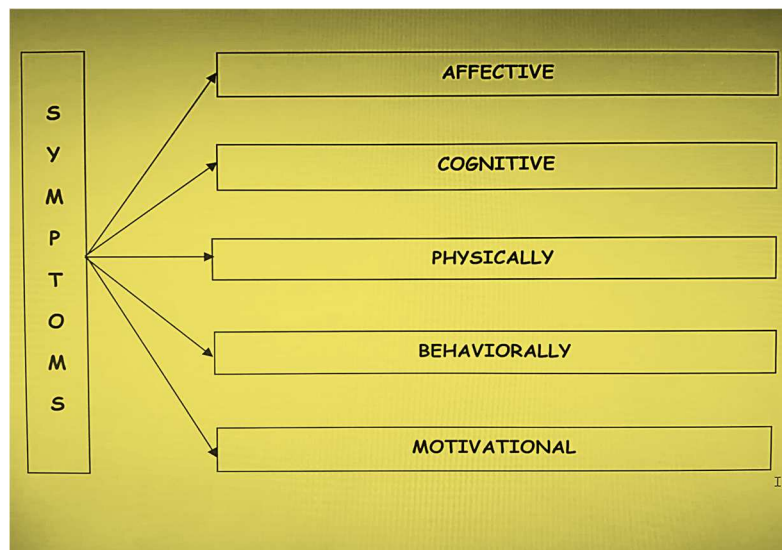 SYMPTOMS
AFFECTIVE
COGNITIVE
PHYSICALLY
BEHAVIORALLY
MOTIVATIONAL